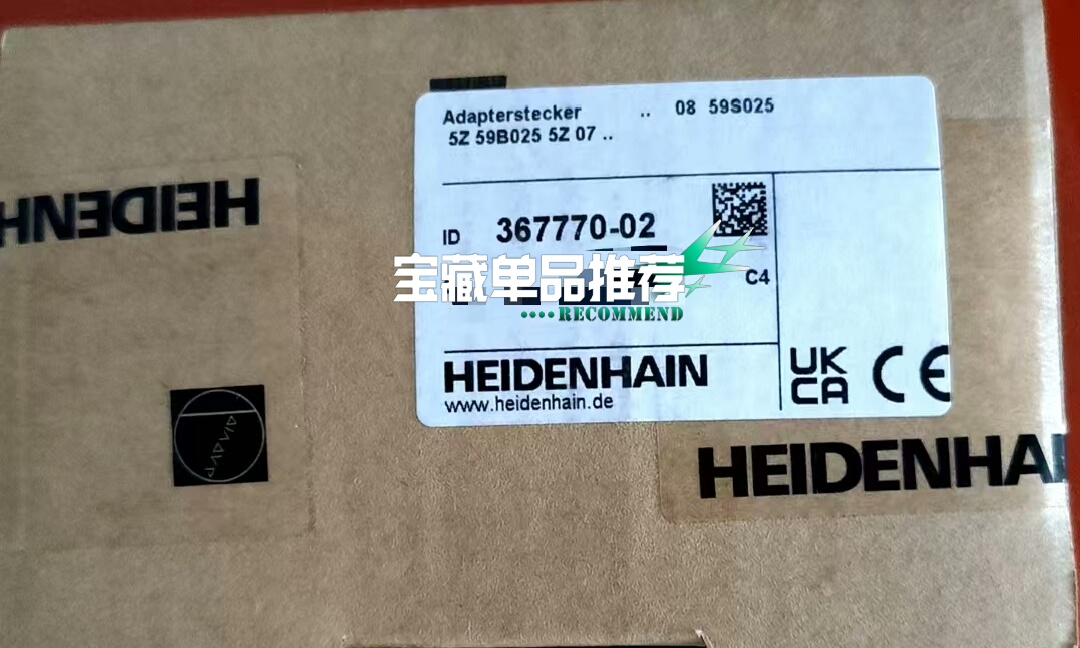 Adapterstecker .. 08 59S025
5Z 59B025 5Z 07 ..
HEIDENH
ID 367770-02
宝藏单品推荐
C4
RECOMMEND
HEIDENHAIN
www.heidenhain.de
UK
CA
CE
HEIDENHAI